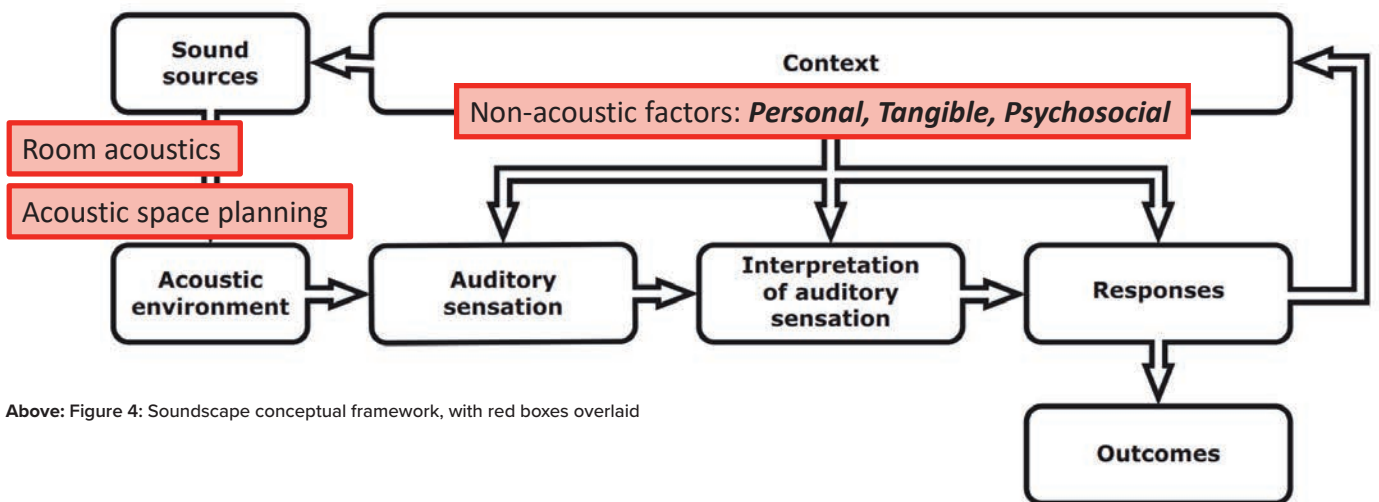 Sound
sources
Context
Non-acoustic factors: Personal, Tangible, Psychosocial
Room acoustics
Acoustic space planning
Acoustic
environment
Auditory
sensation
Interpretation
of auditory
sensation
Responses
Above: Figure 4: Soundscape conceptual framework, with red boxes overlaid
Outcomes